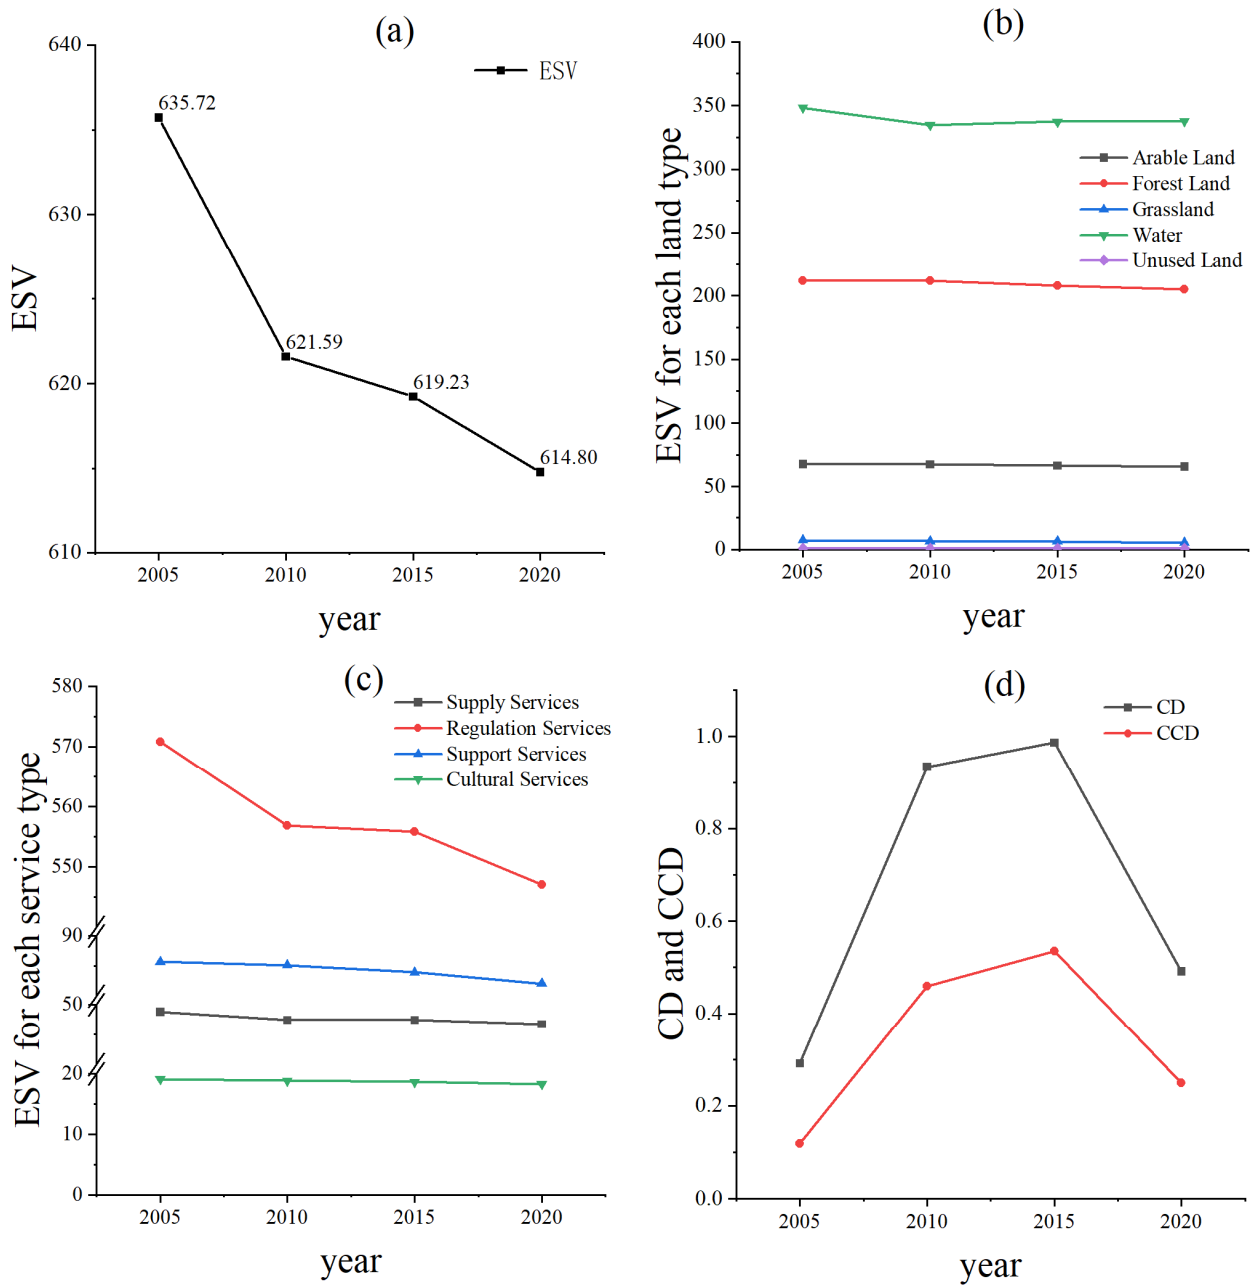 (a)
640
630
620
610
ESV
ESV
635.72
621.59
619.23
614.80
2005
2010
2015
2020
year
(b)
400
350
300
250
200
150
100
50
0
ESV for each land type
Arable Land
Forest Land
Grassland
Water
Unused Land
2005
2010
2015
2020
year
(c)
580
570
560
550
90
50
20
10
0
ESV for each service type
Supply Services
Regulation Services
Support Services
Cultural Services
2005
2010
2015
2020
year
(d)
1.0
0.8
0.6
0.4
0.2
0.0
CD and CCD
CD
CCD
2005
2010
2015
2020
year